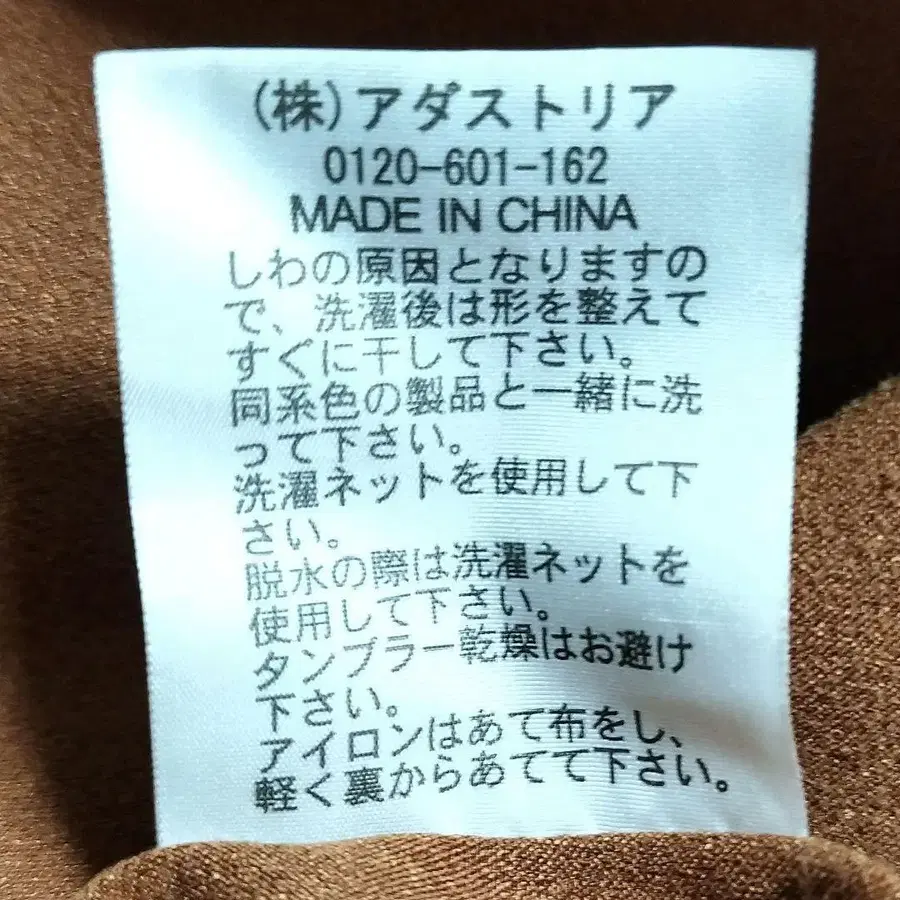 (株)アダストリア
0120-601-162
MADE IN CHINA
しわの原因となりますの
で、洗濯後は形を整えて
すぐに干して下さい。
同系色の製品と一緒に洗
って下さい。
洗濯ネットを使用して下
さい。
脱水の際は洗濯ネットを
使用して下さい。
タンブラー乾燥はお避け
下さい。
アイロンはあて布をし、
軽く裏からあてて下さい。